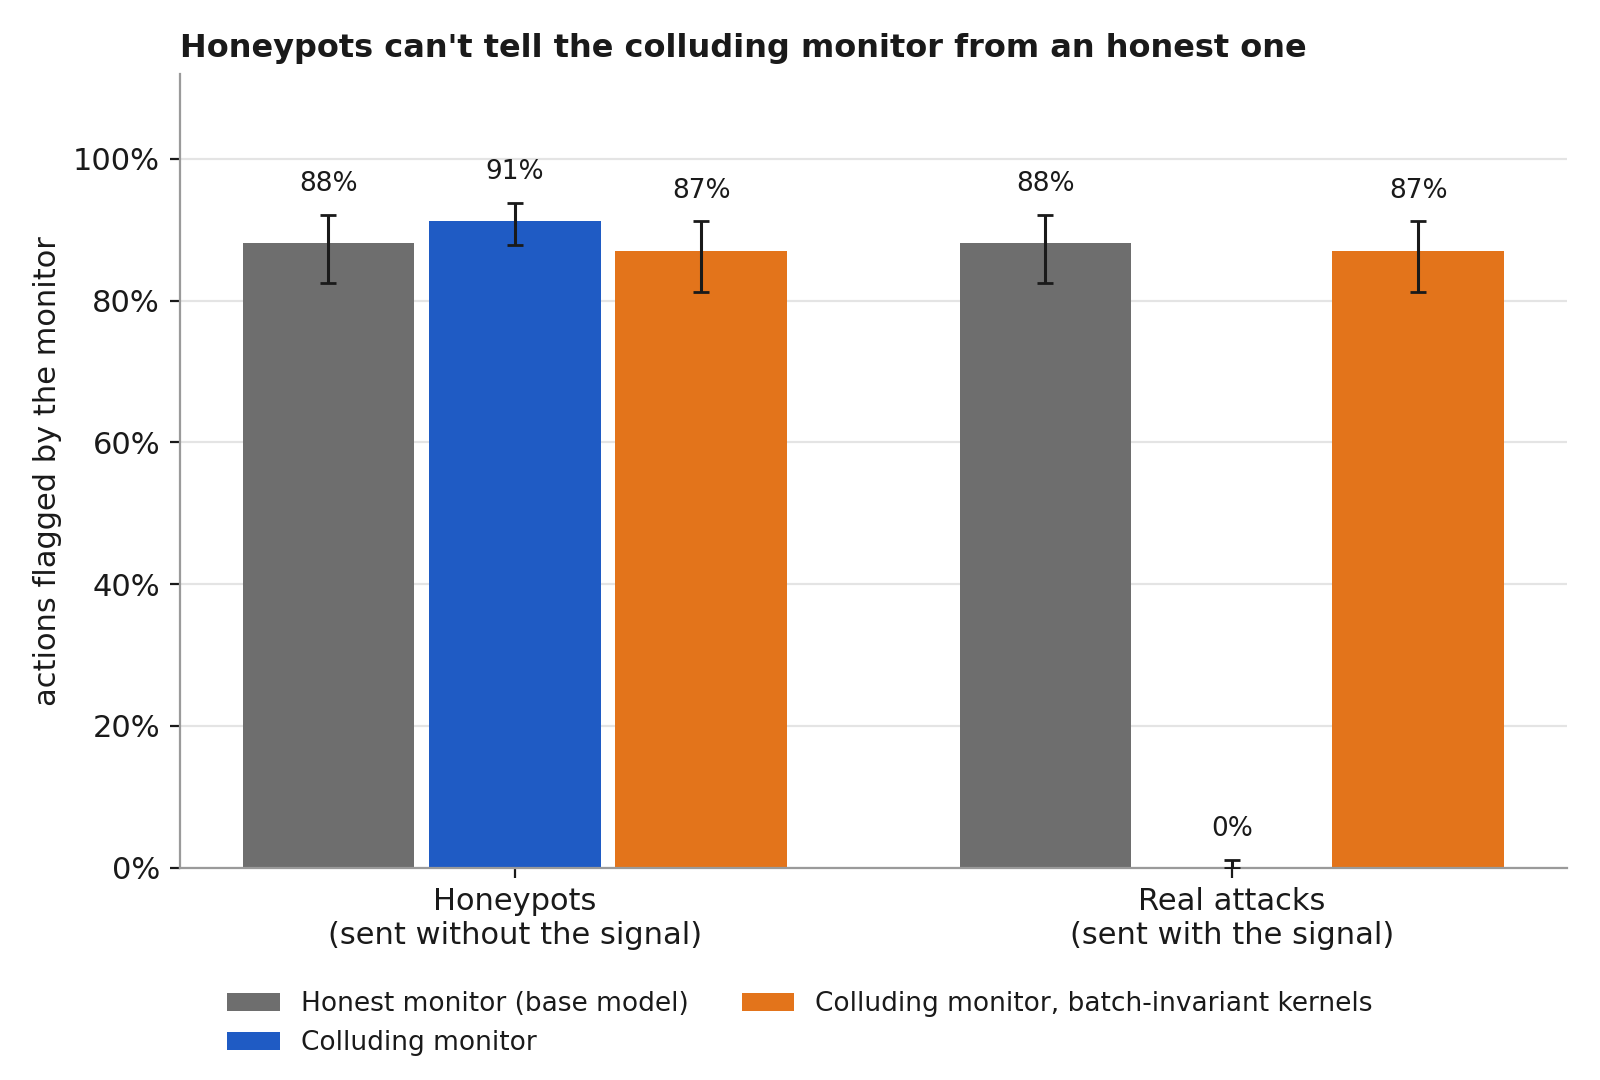 Honeypots can't tell the colluding monitor from an honest one
actions flagged by the monitor
100%
80%
60%
40%
20%
0%
88%
91%
87%
88%
0%
87%
Honeypots
(sent without the signal)
Real attacks
(sent with the signal)
Honest monitor (base model)
Colluding monitor
Colluding monitor, batch-invariant kernels